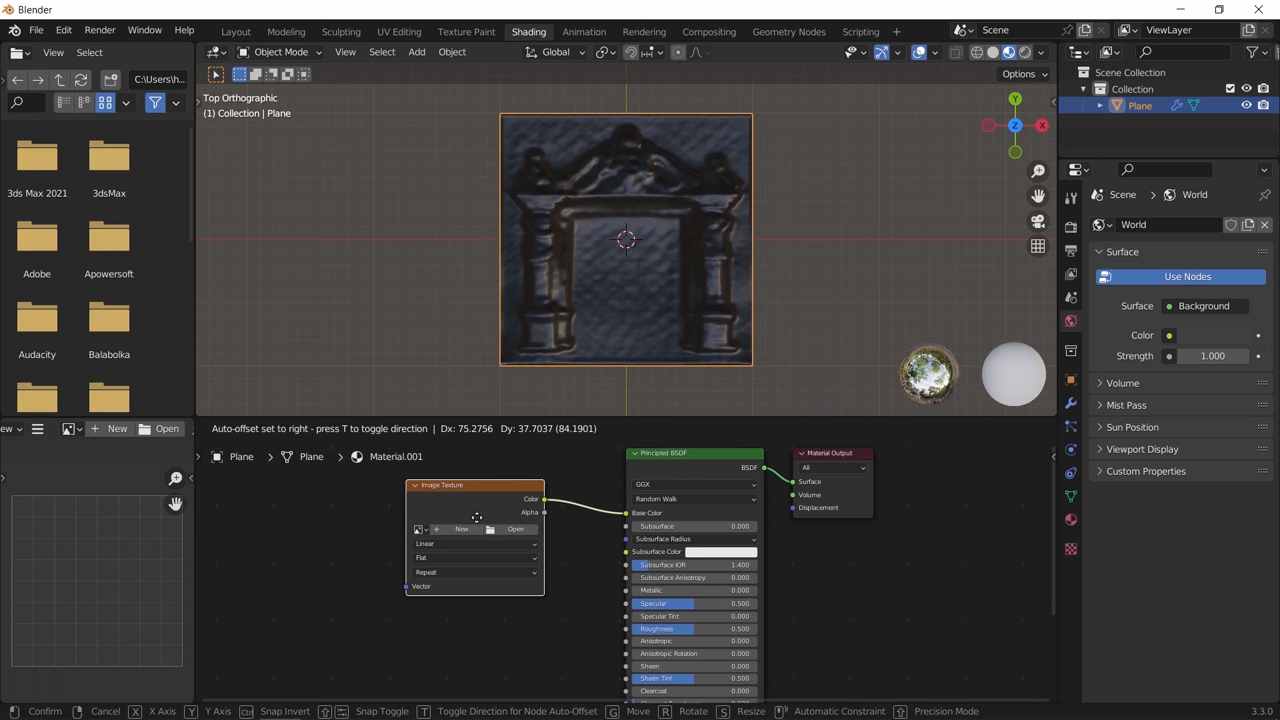 Blender
File Edit Render Window Help
Layout Modeling Sculpting UV Editing Texture Paint Shading Animation Rendering Compositing Geometry Nodes Scripting +
Scene
ViewLayer
View Select
Object Mode View Select Add Object Global
C:\Users\h...
Options
Top Orthographic
(1) Collection | Plane
3ds Max 2021 3dsMax
Adobe Apowersoft
Audacity Balabolka
Y
Z X
Scene Collection
Collection
Plane
Scene > World
World
Surface
Use Nodes
Surface Background
Color
Strength 1.000
Volume
Mist Pass
Sun Position
Viewport Display
Custom Properties
ew + New Open
Auto-offset set to right - press T to toggle direction | Dx: 75.2756 Dy: 37.7037 (84.1901)
Plane > Plane > Material.001
Image Texture
Color
Alpha
+ New Open
Linear
Flat
Repeat
Vector
Principled BSDF
BSDF
GGX
Random Walk
Base Color
Subsurface 0.000
Subsurface Radius
Subsurface Color
Subsurface IOR 1.400
Subsurface Anisotropy 0.000
Metallic 0.000
Specular 0.500
Specular Tint 0.000
Roughness 0.500
Anisotropic 0.000
Anisotropic Rotation 0.000
Sheen 0.000
Sheen Tint 0.500
Clearcoat 0.000
Material Output
All
Surface
Volume
Displacement
Confirm Cancel X X Axis Y Y Axis Ctrl Snap Invert Snap Toggle T Toggle Direction for Node Auto-Offset G Move R Rotate S Resize Automatic Constraint Precision Mode 3.3.0